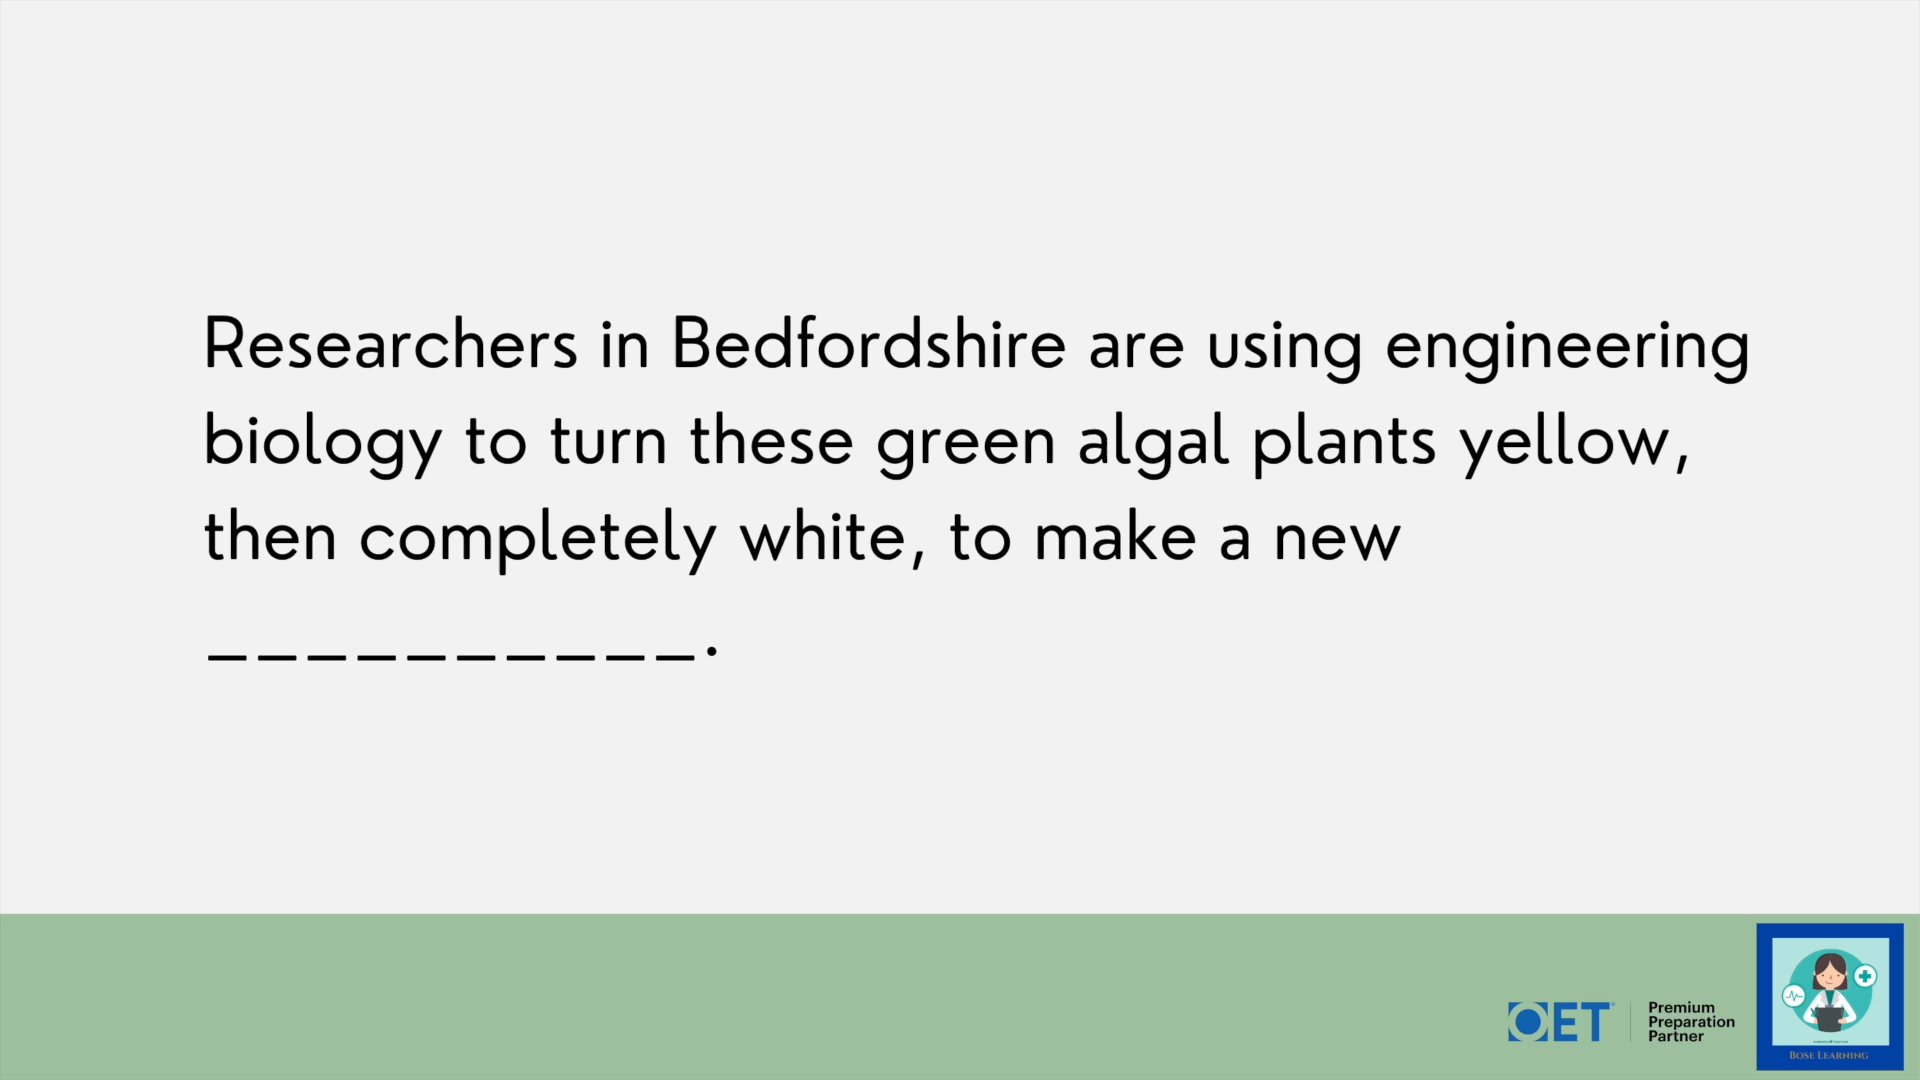 Researchers in Bedfordshire are using engineering
biology to turn these green algal plants yellow,
then completely white, to make a new
__________.
OET
Premium
Preparation
Partner
BOSE LEARNING